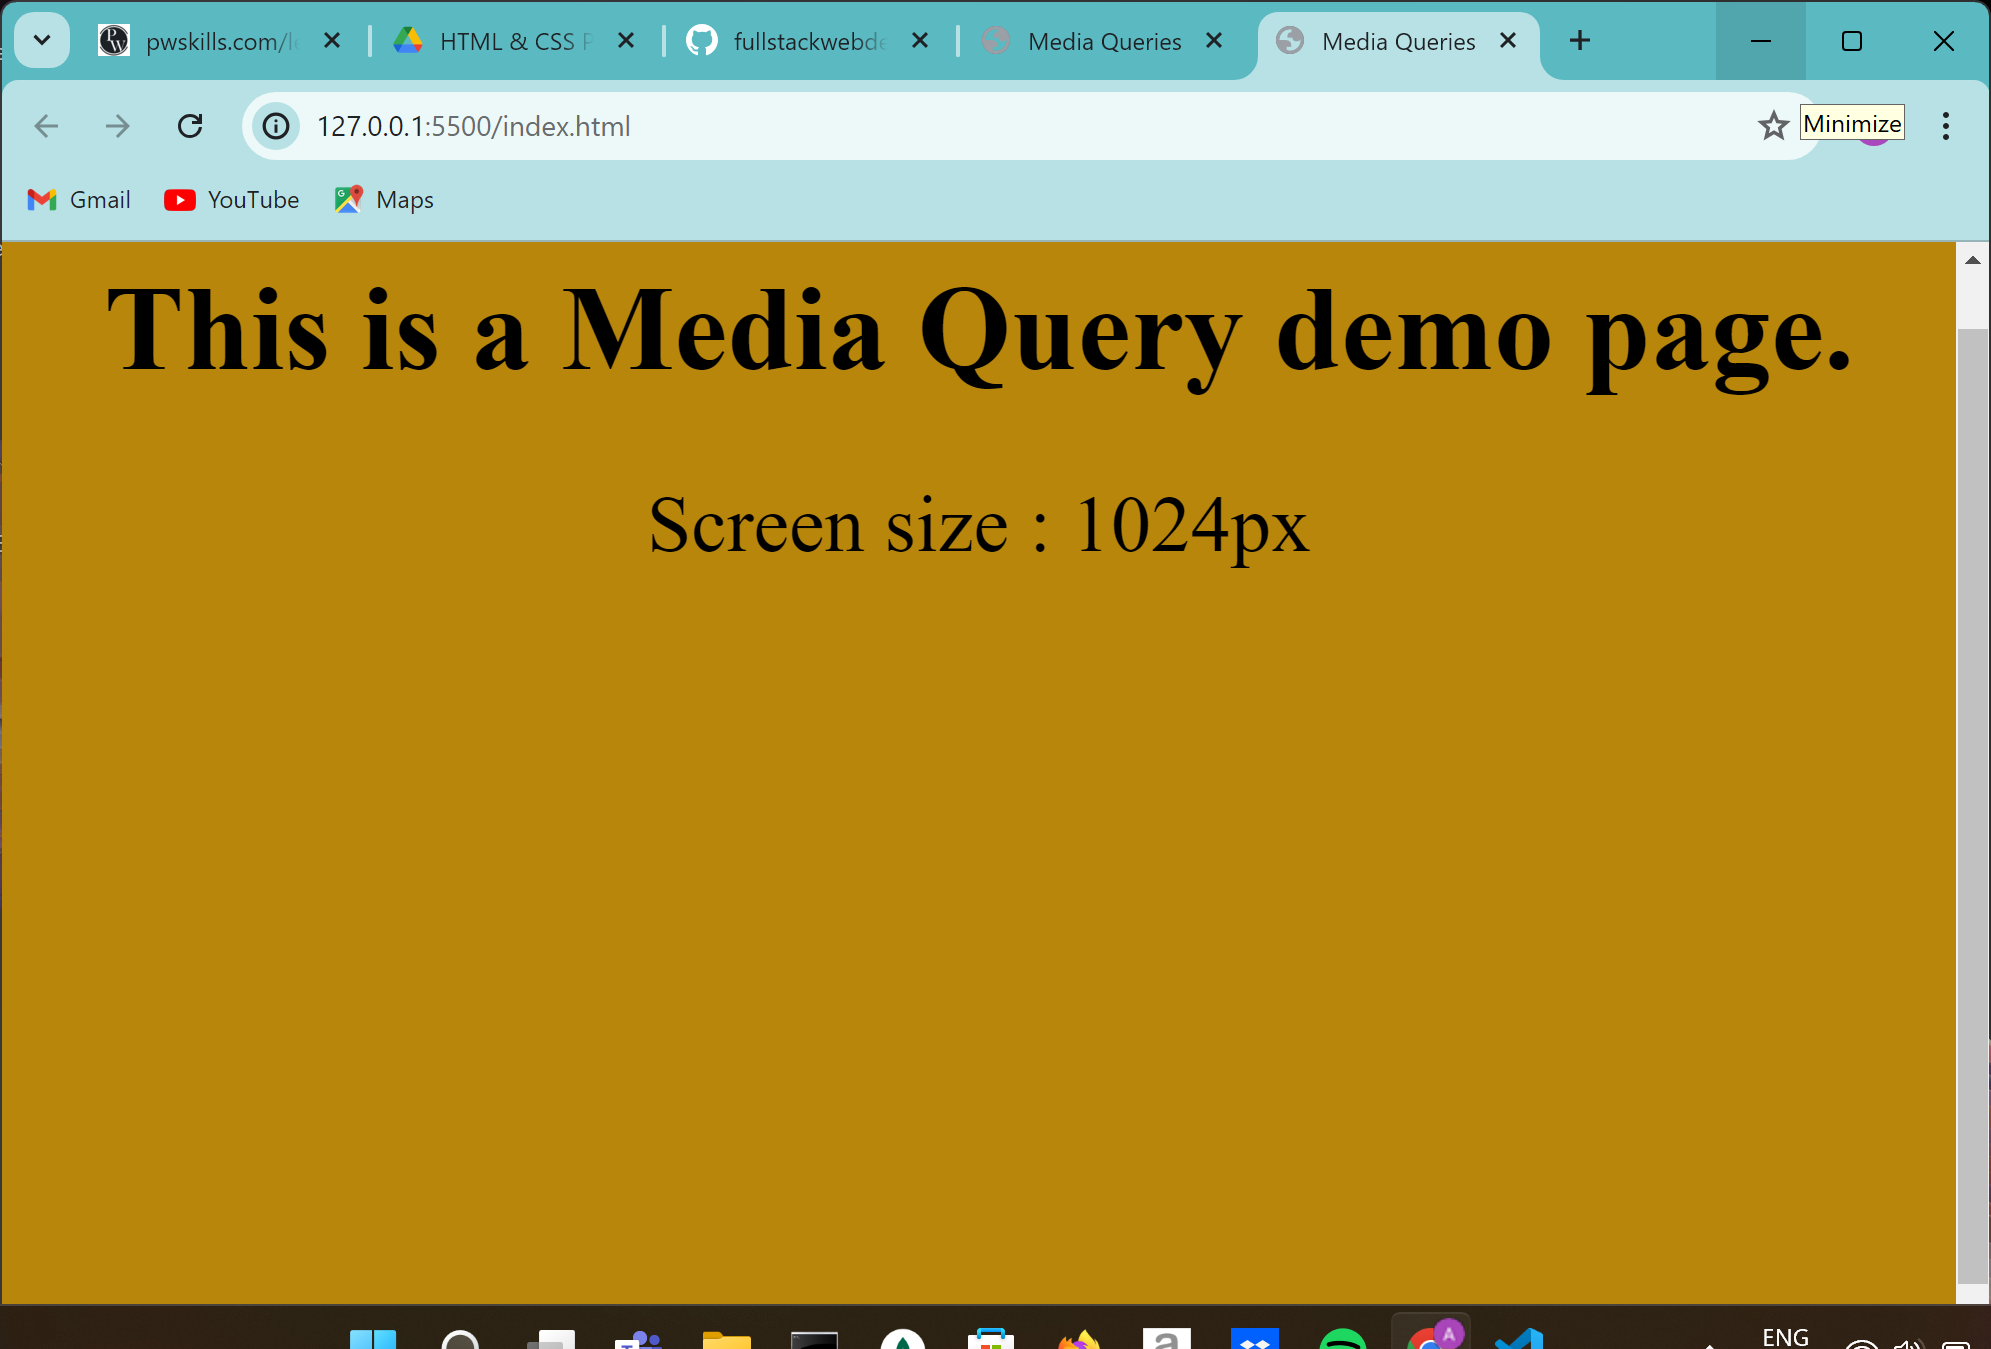 pwskills.com/le
HTML & CSS P
fullstackwebde
Media Queries
Media Queries
127.0.0.1:5500/index.html
Minimize
Gmail
YouTube
Maps
This is a Media Query demo page.
Screen size : 1024px
ENG